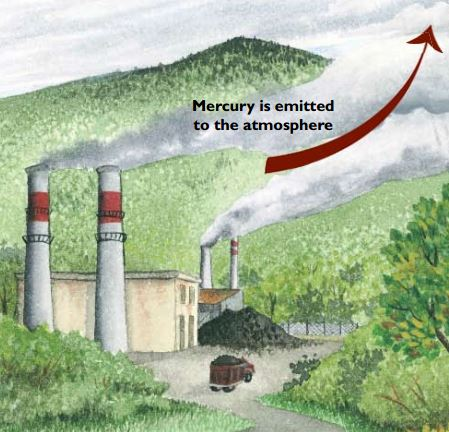 Mercury is emitted
to the atmosphere